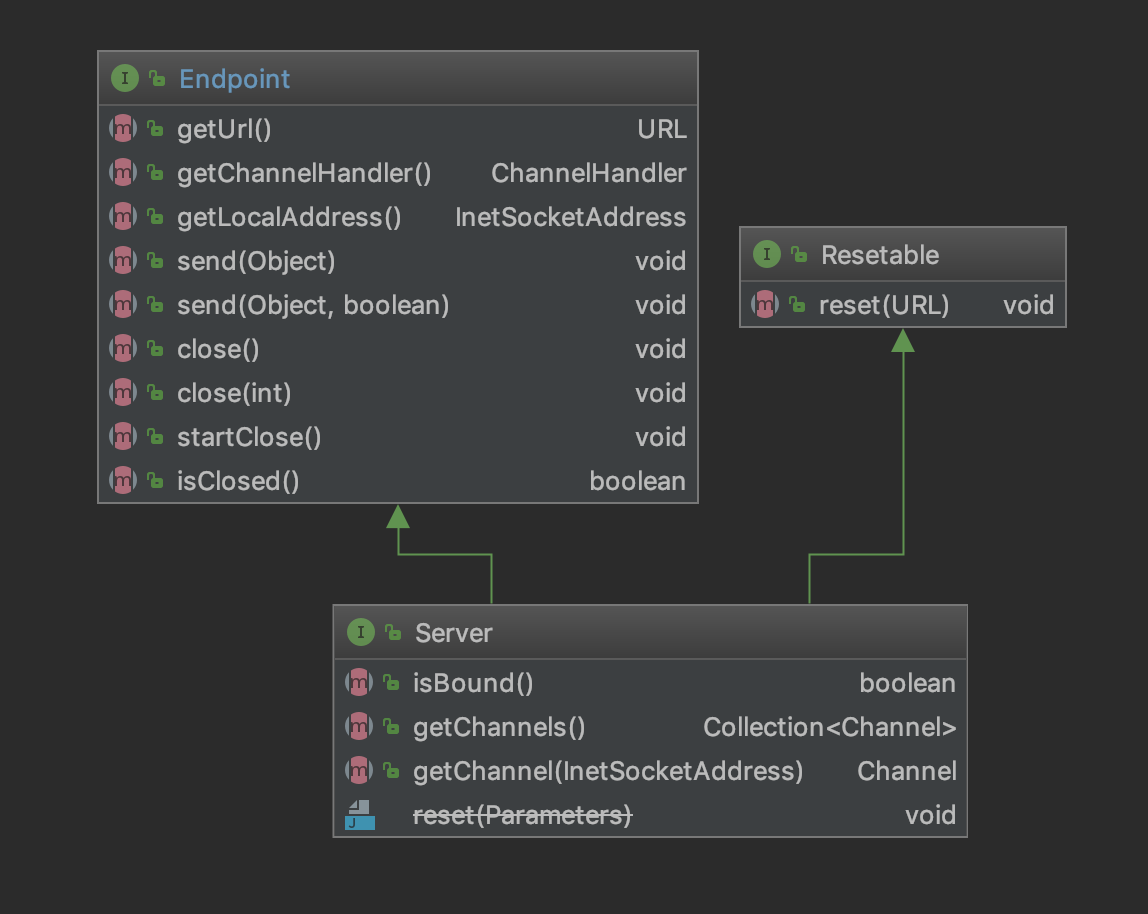 Endpoint
getUrl() URL
getChannelHandler() ChannelHandler
getLocalAddress() InetSocketAddress
send(Object) void
send(Object, boolean) void
close() void
close(int) void
startClose() void
isClosed() boolean
Resetable
reset(URL) void
Server
isBound() boolean
getChannels() Collection<Channel>
getChannel(InetSocketAddress) Channel
reset(Parameters) void